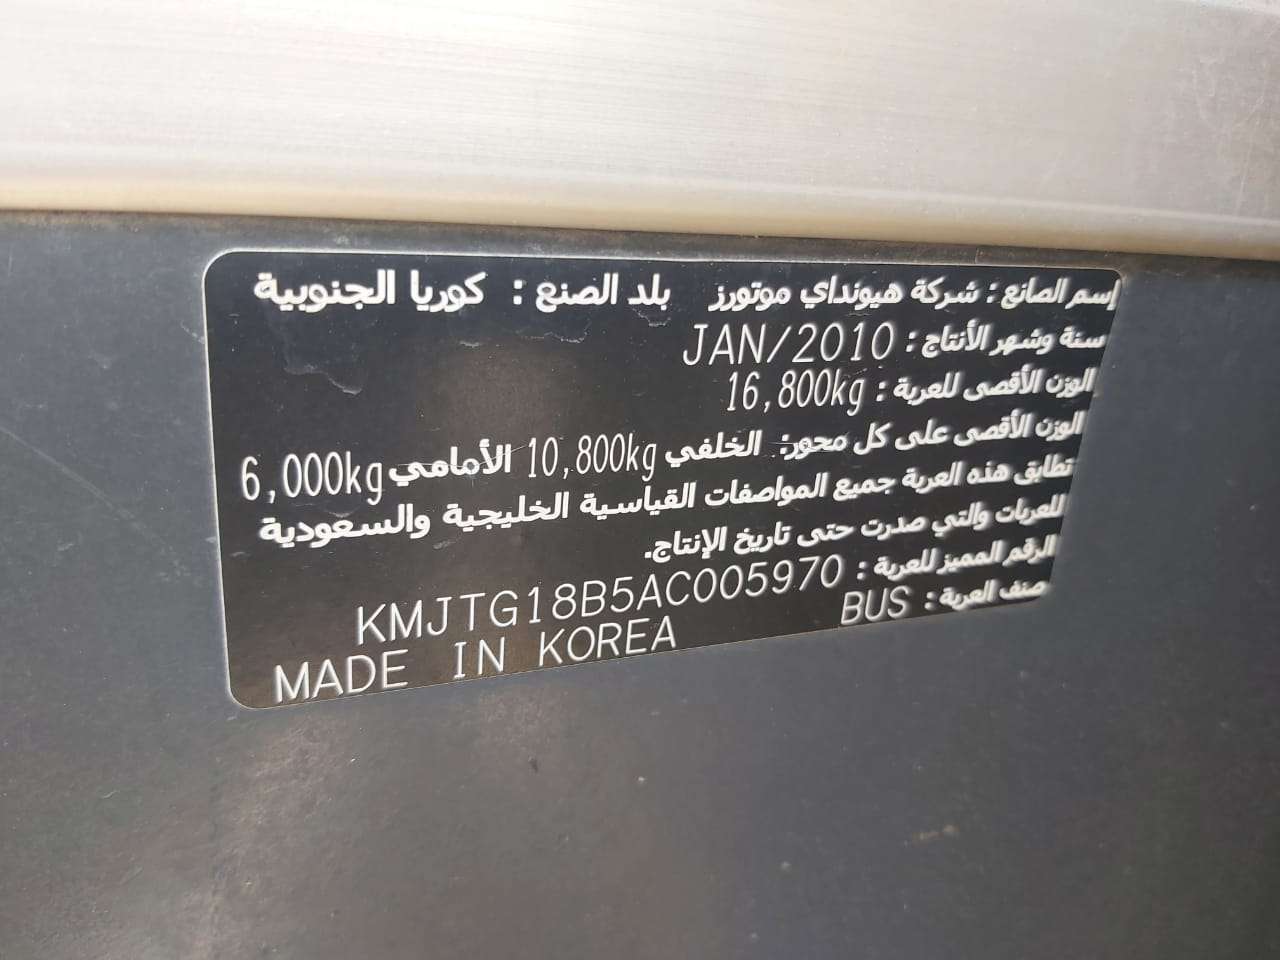 إسم الصانع : شركة هيونداي موتورز بلد الصنع : كوريا الجنوبية
سنة وشهر الأنتاج : JAN/2010
الوزن الأقصى للعربة : 16,800kg
الوزن الأقصى على كل محور: الخلفي 10,800kg الأمامي 6,000kg
تطابق هذه العربة جميع المواصفات القياسية الخليجية والسعودية
للعربات والتي صدرت حتى تاريخ الإنتاج.
الرقم المميز للعربة : KMJTG18B5AC005970
صنف العربة : BUS
MADE IN KOREA